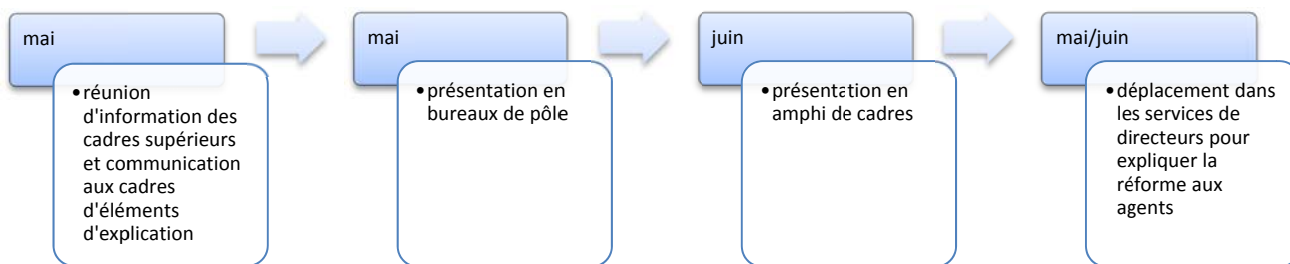 mai
• réunion
d'information des
cadres supérieurs
et communication
aux cadres
d'éléments
d'explication
mai
• présentation en
bureaux de pôle
juin
• présentation en
amphi de cadres
mai/juin
• déplacement dans
les services de
directeurs pour
expliquer la
réforme aux
agents